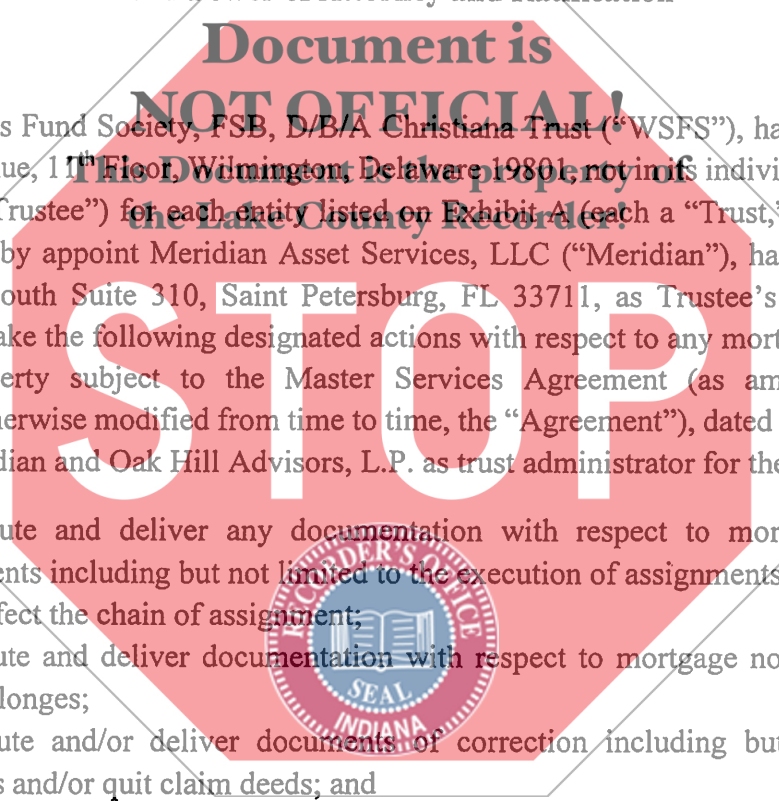 Document is
NOT OFFICIAL!
This Document is the property of
the Lake County Recorder!
s Fund Society, FSB, D/B/A Christiana Trust (“WSFS”), ha
ue, 11th Floor, Wilmington, Delaware 19801, not in its indivi
Trustee”) for each entity listed on Exhibit A (each a “Trust,”
by appoint Meridian Asset Services, LLC (“Meridian”), ha
outh Suite 310, Saint Petersburg, FL 33711, as Trustee’s
ake the following designated actions with respect to any mort
erty subject to the Master Services Agreement (as am
herwise modified from time to time, the “Agreement”), dated
dian and Oak Hill Advisors, L.P. as trust administrator for the
STOP
ute and deliver any documentation with respect to mor
ents including but not limited to the execution of assignments
fect the chain of assignment;
ute and deliver documentation with respect to mortgage no
longes;
ute and/or deliver documents of correction including but
s and/or quit claim deeds; and
RECORDER'S OFFICE
SEAL
INDIANA